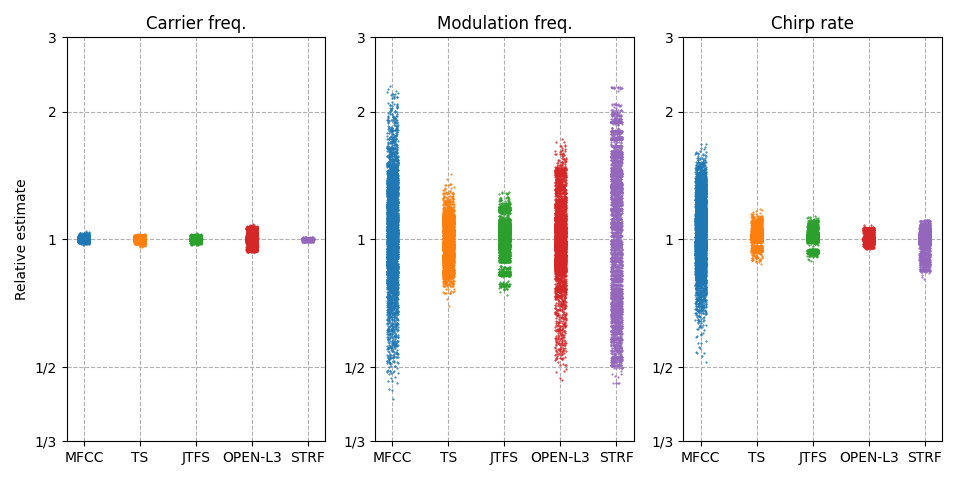 Carrier freq.
Modulation freq.
Chirp rate
Relative estimate
3
2
1
1/2
1/3
MFCC TS JTFS OPEN-L3 STRF
3
2
1
1/2
1/3
MFCC TS JTFS OPEN-L3 STRF
3
2
1
1/2
1/3
MFCC TS JTFS OPEN-L3 STRF